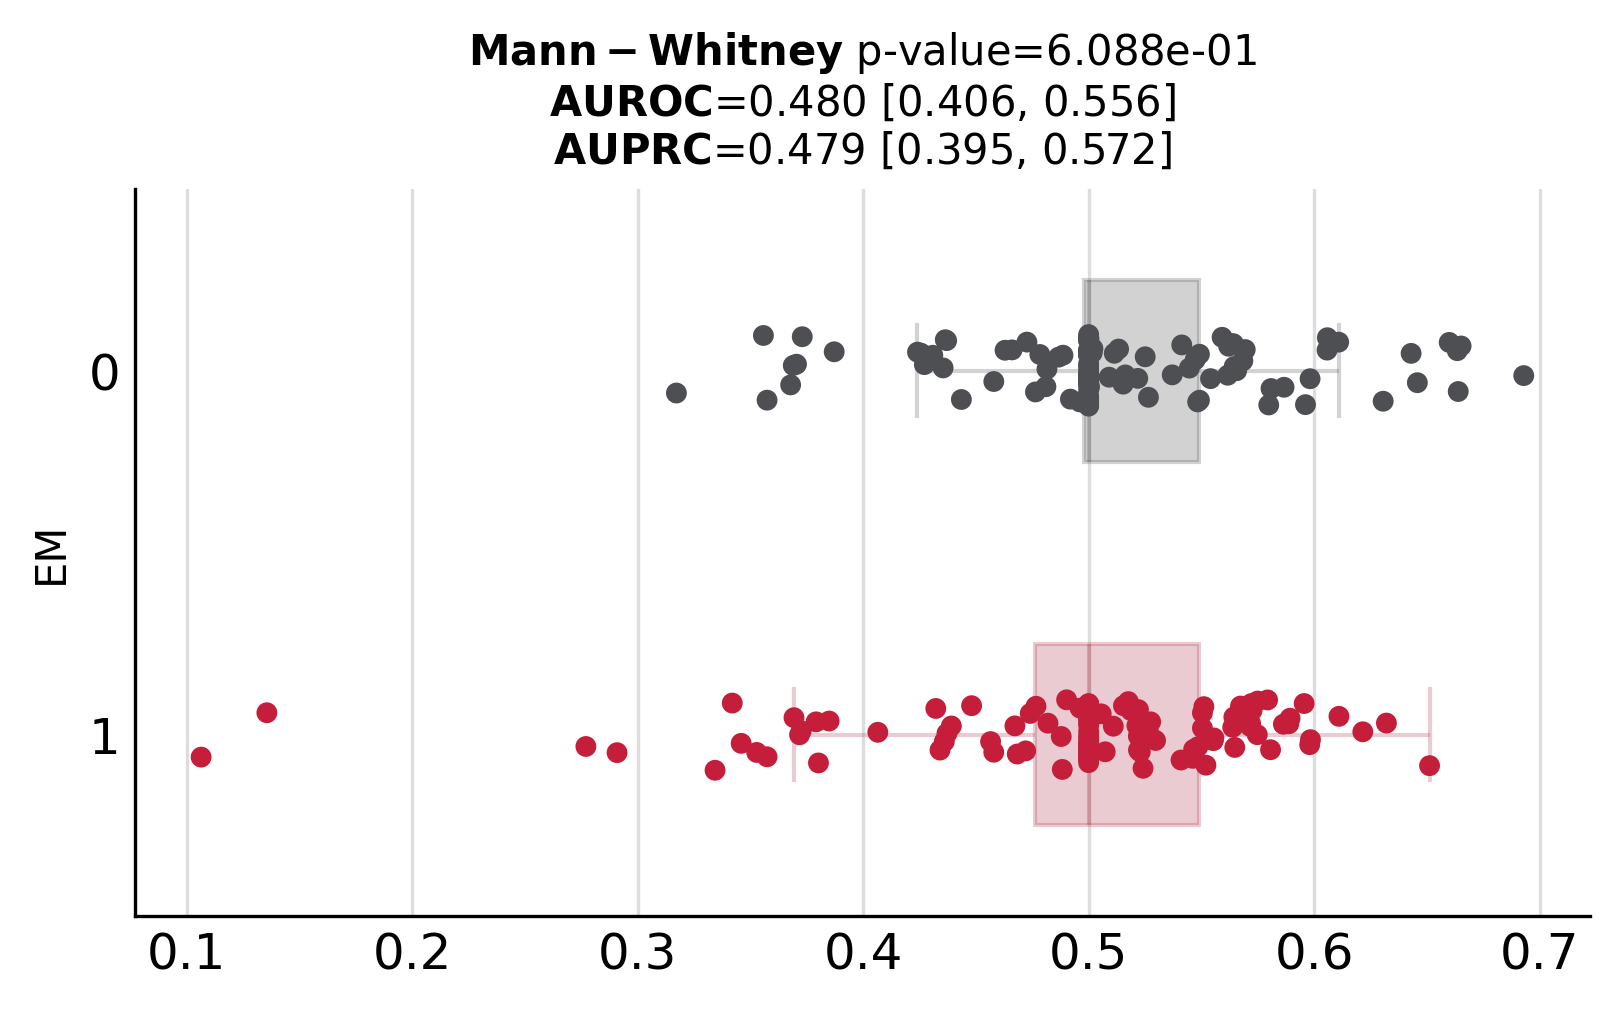 Mann − Whitney p-value=6.088e-01
AUROC=0.480 [0.406, 0.556]
AUPRC=0.479 [0.395, 0.572]
0
EM
1
0.1 0.2 0.3 0.4 0.5 0.6 0.7